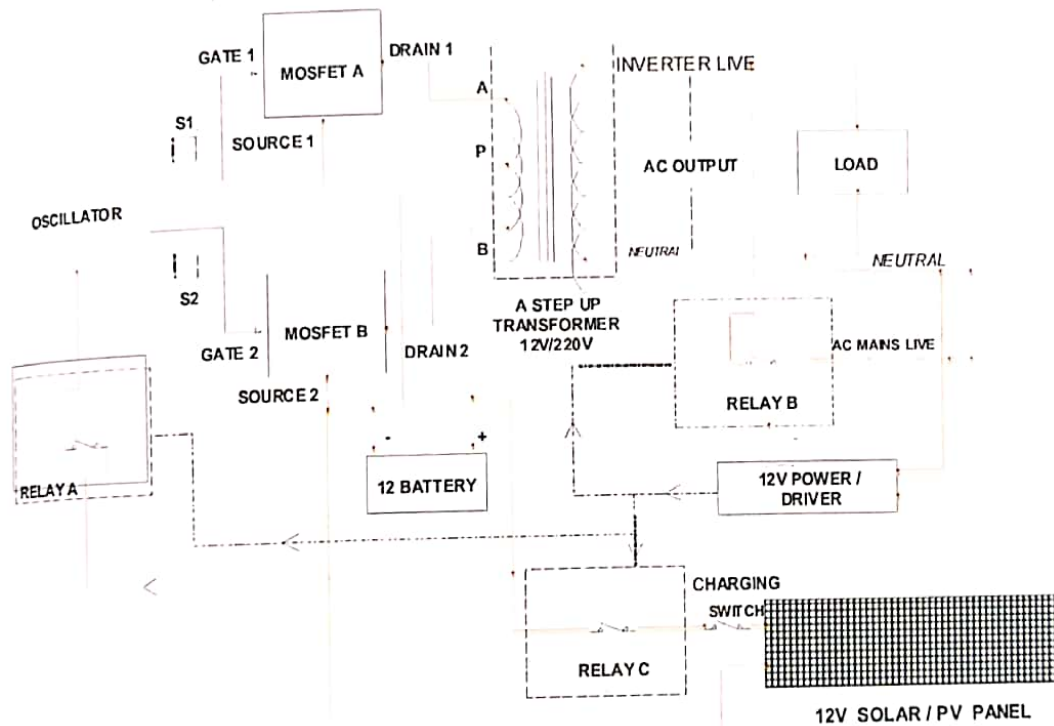 GATE 1
MOSFET A
DRAIN 1
INVERTER LIVE
A
S1
SOURCE 1
P
AC OUTPUT
LOAD
OSCILLATOR
B
NEUTRAL
NEUTRAL
S2
A STEP UP
TRANSFORMER
12V/220V
MOSFET B
GATE 2
DRAIN 2
AC MAINS LIVE
SOURCE 2
RELAY B
-
+
-
RELAY A
12 BATTERY
12V POWER /
DRIVER
CHARGING
SWITCH
RELAY C
12V SOLAR / PV PANEL